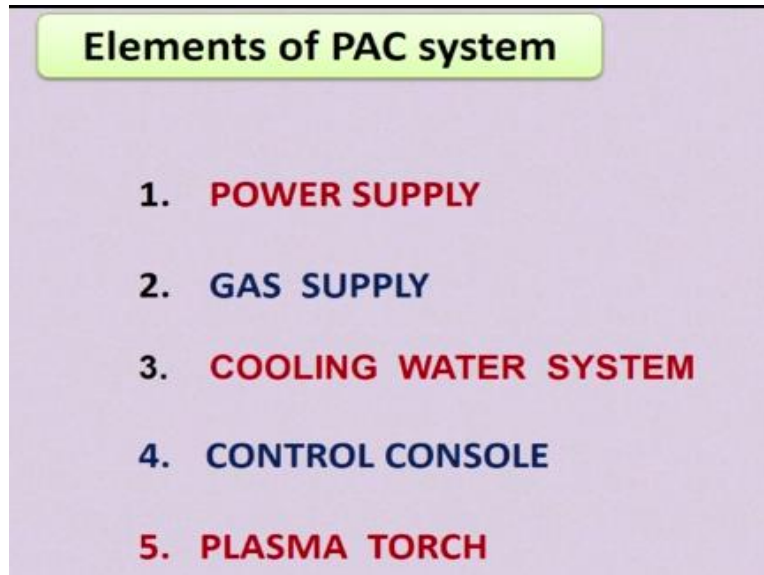 Elements of PAC system
1. POWER SUPPLY
2. GAS SUPPLY
3. COOLING WATER SYSTEM
4. CONTROL CONSOLE
5. PLASMA TORCH